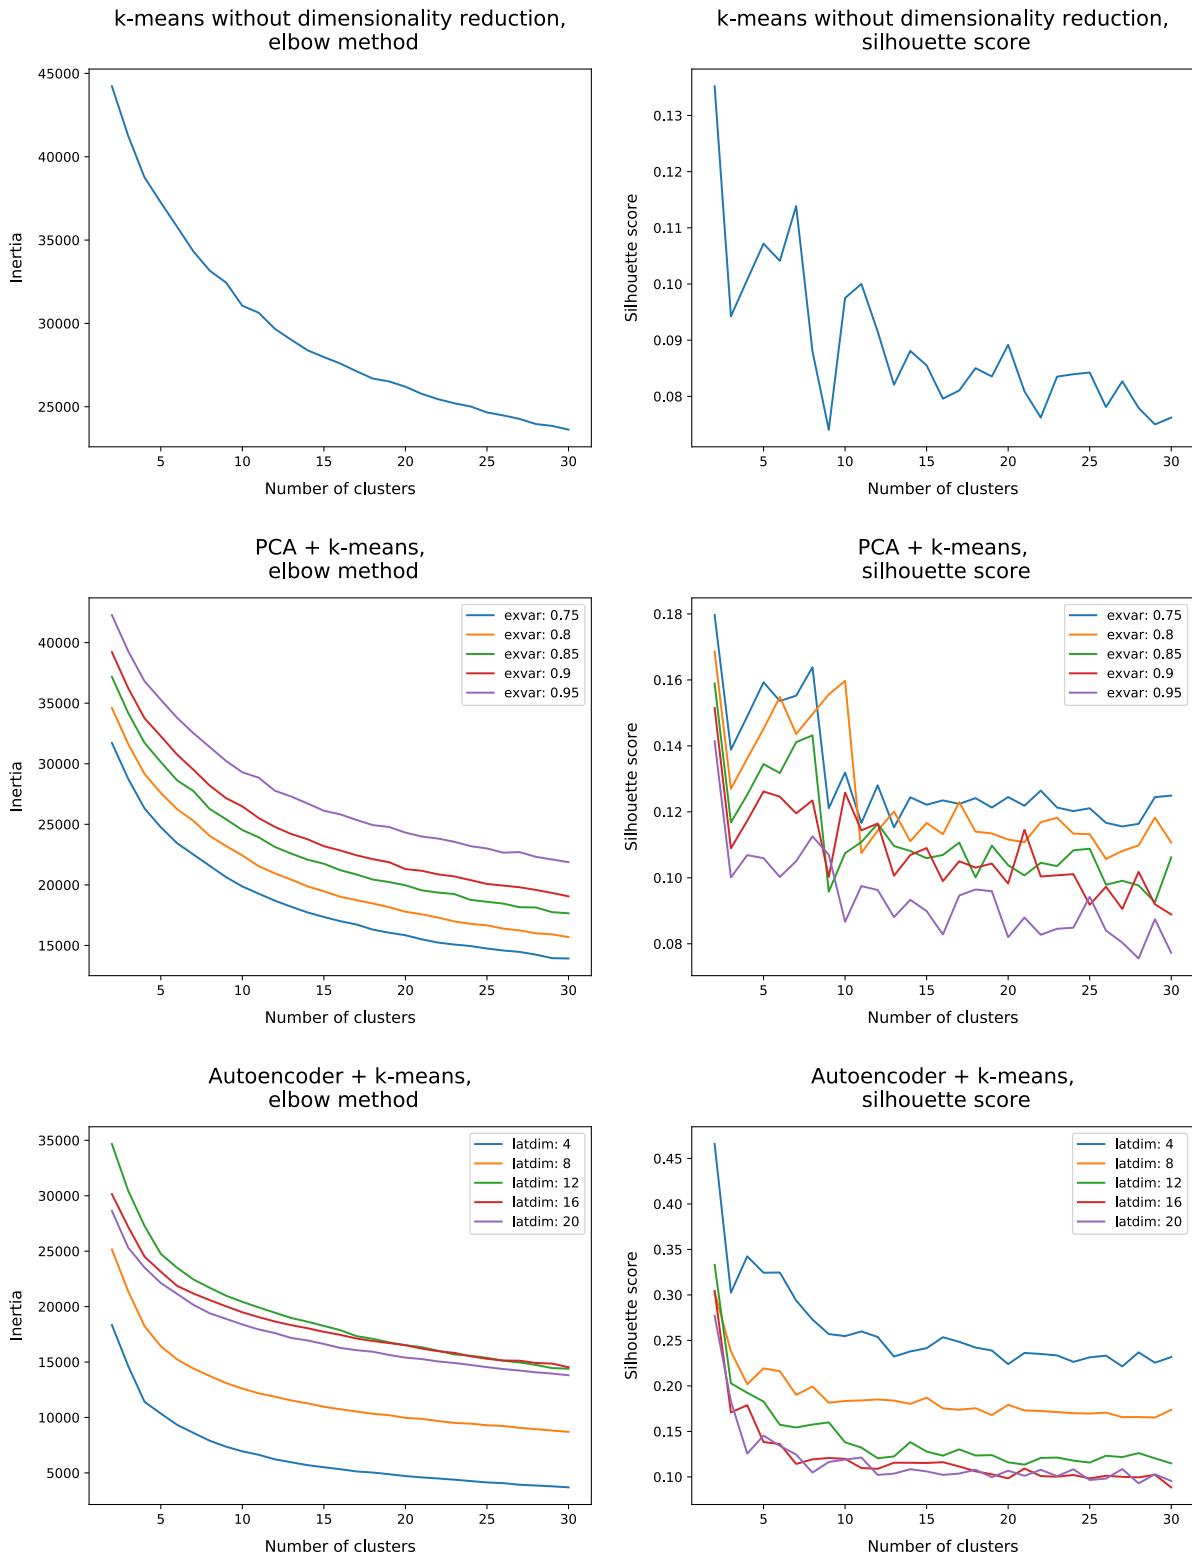 k-means without dimensionality reduction,
elbow method
45000
40000
35000
30000
25000
Inertia
5 10 15 20 25 30
Number of clusters
k-means without dimensionality reduction,
silhouette score
0.13
0.12
0.11
0.10
0.09
0.08
Silhouette score
5 10 15 20 25 30
Number of clusters
PCA + k-means,
elbow method
40000
35000
30000
25000
20000
15000
Inertia
exvar: 0.75
exvar: 0.8
exvar: 0.85
exvar: 0.9
exvar: 0.95
5 10 15 20 25 30
Number of clusters
PCA + k-means,
silhouette score
0.18
0.16
0.14
0.12
0.10
0.08
Silhouette score
exvar: 0.75
exvar: 0.8
exvar: 0.85
exvar: 0.9
exvar: 0.95
5 10 15 20 25 30
Number of clusters
Autoencoder + k-means,
elbow method
35000
30000
25000
20000
15000
10000
5000
Inertia
latdim: 4
latdim: 8
latdim: 12
latdim: 16
latdim: 20
5 10 15 20 25 30
Number of clusters
Autoencoder + k-means,
silhouette score
0.45
0.40
0.35
0.30
0.25
0.20
0.15
0.10
Silhouette score
latdim: 4
latdim: 8
latdim: 12
latdim: 16
latdim: 20
5 10 15 20 25 30
Number of clusters